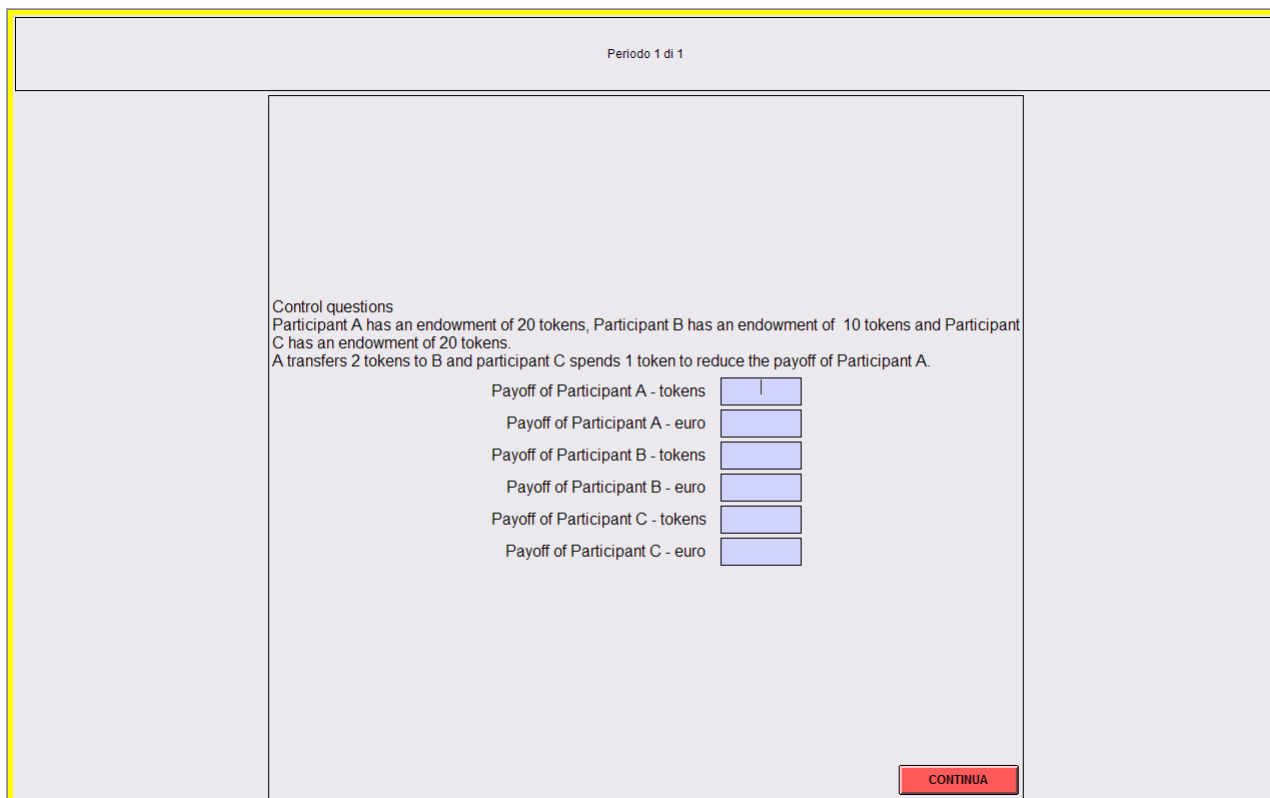 Periodo 1 di 1
Control questions
Participant A has an endowment of 20 tokens, Participant B has an endowment of  10 tokens and Participant
C has an endowment of 20 tokens.
A transfers 2 tokens to B and participant C spends 1 token to reduce the payoff of Participant A.
Payoff of Participant A - tokens
Payoff of Participant A - euro
Payoff of Participant B - tokens
Payoff of Participant B - euro
Payoff of Participant C - tokens
Payoff of Participant C - euro
CONTINUA